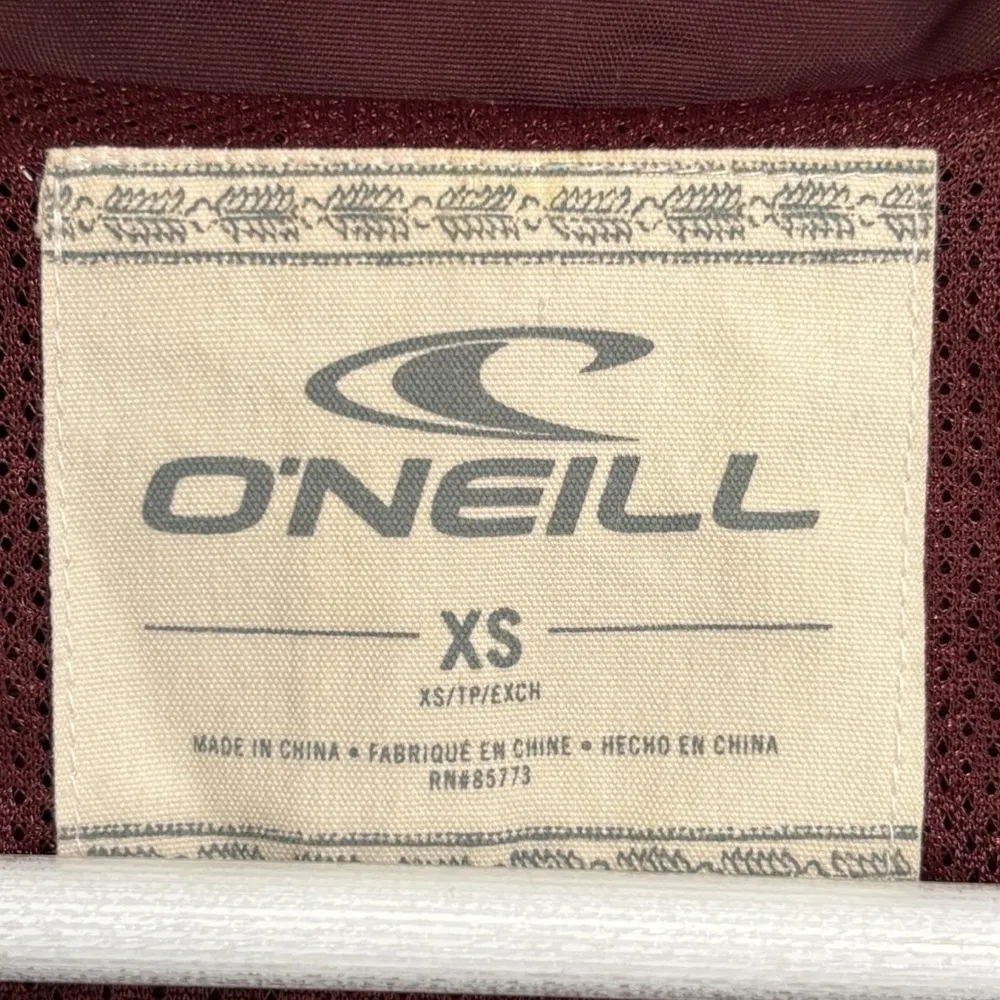 O'NEILL
XS
XS/TP/EXCH
MADE IN CHINA • FABRIQUÉ EN CHINE • HECHO EN CHINA
RN#85773